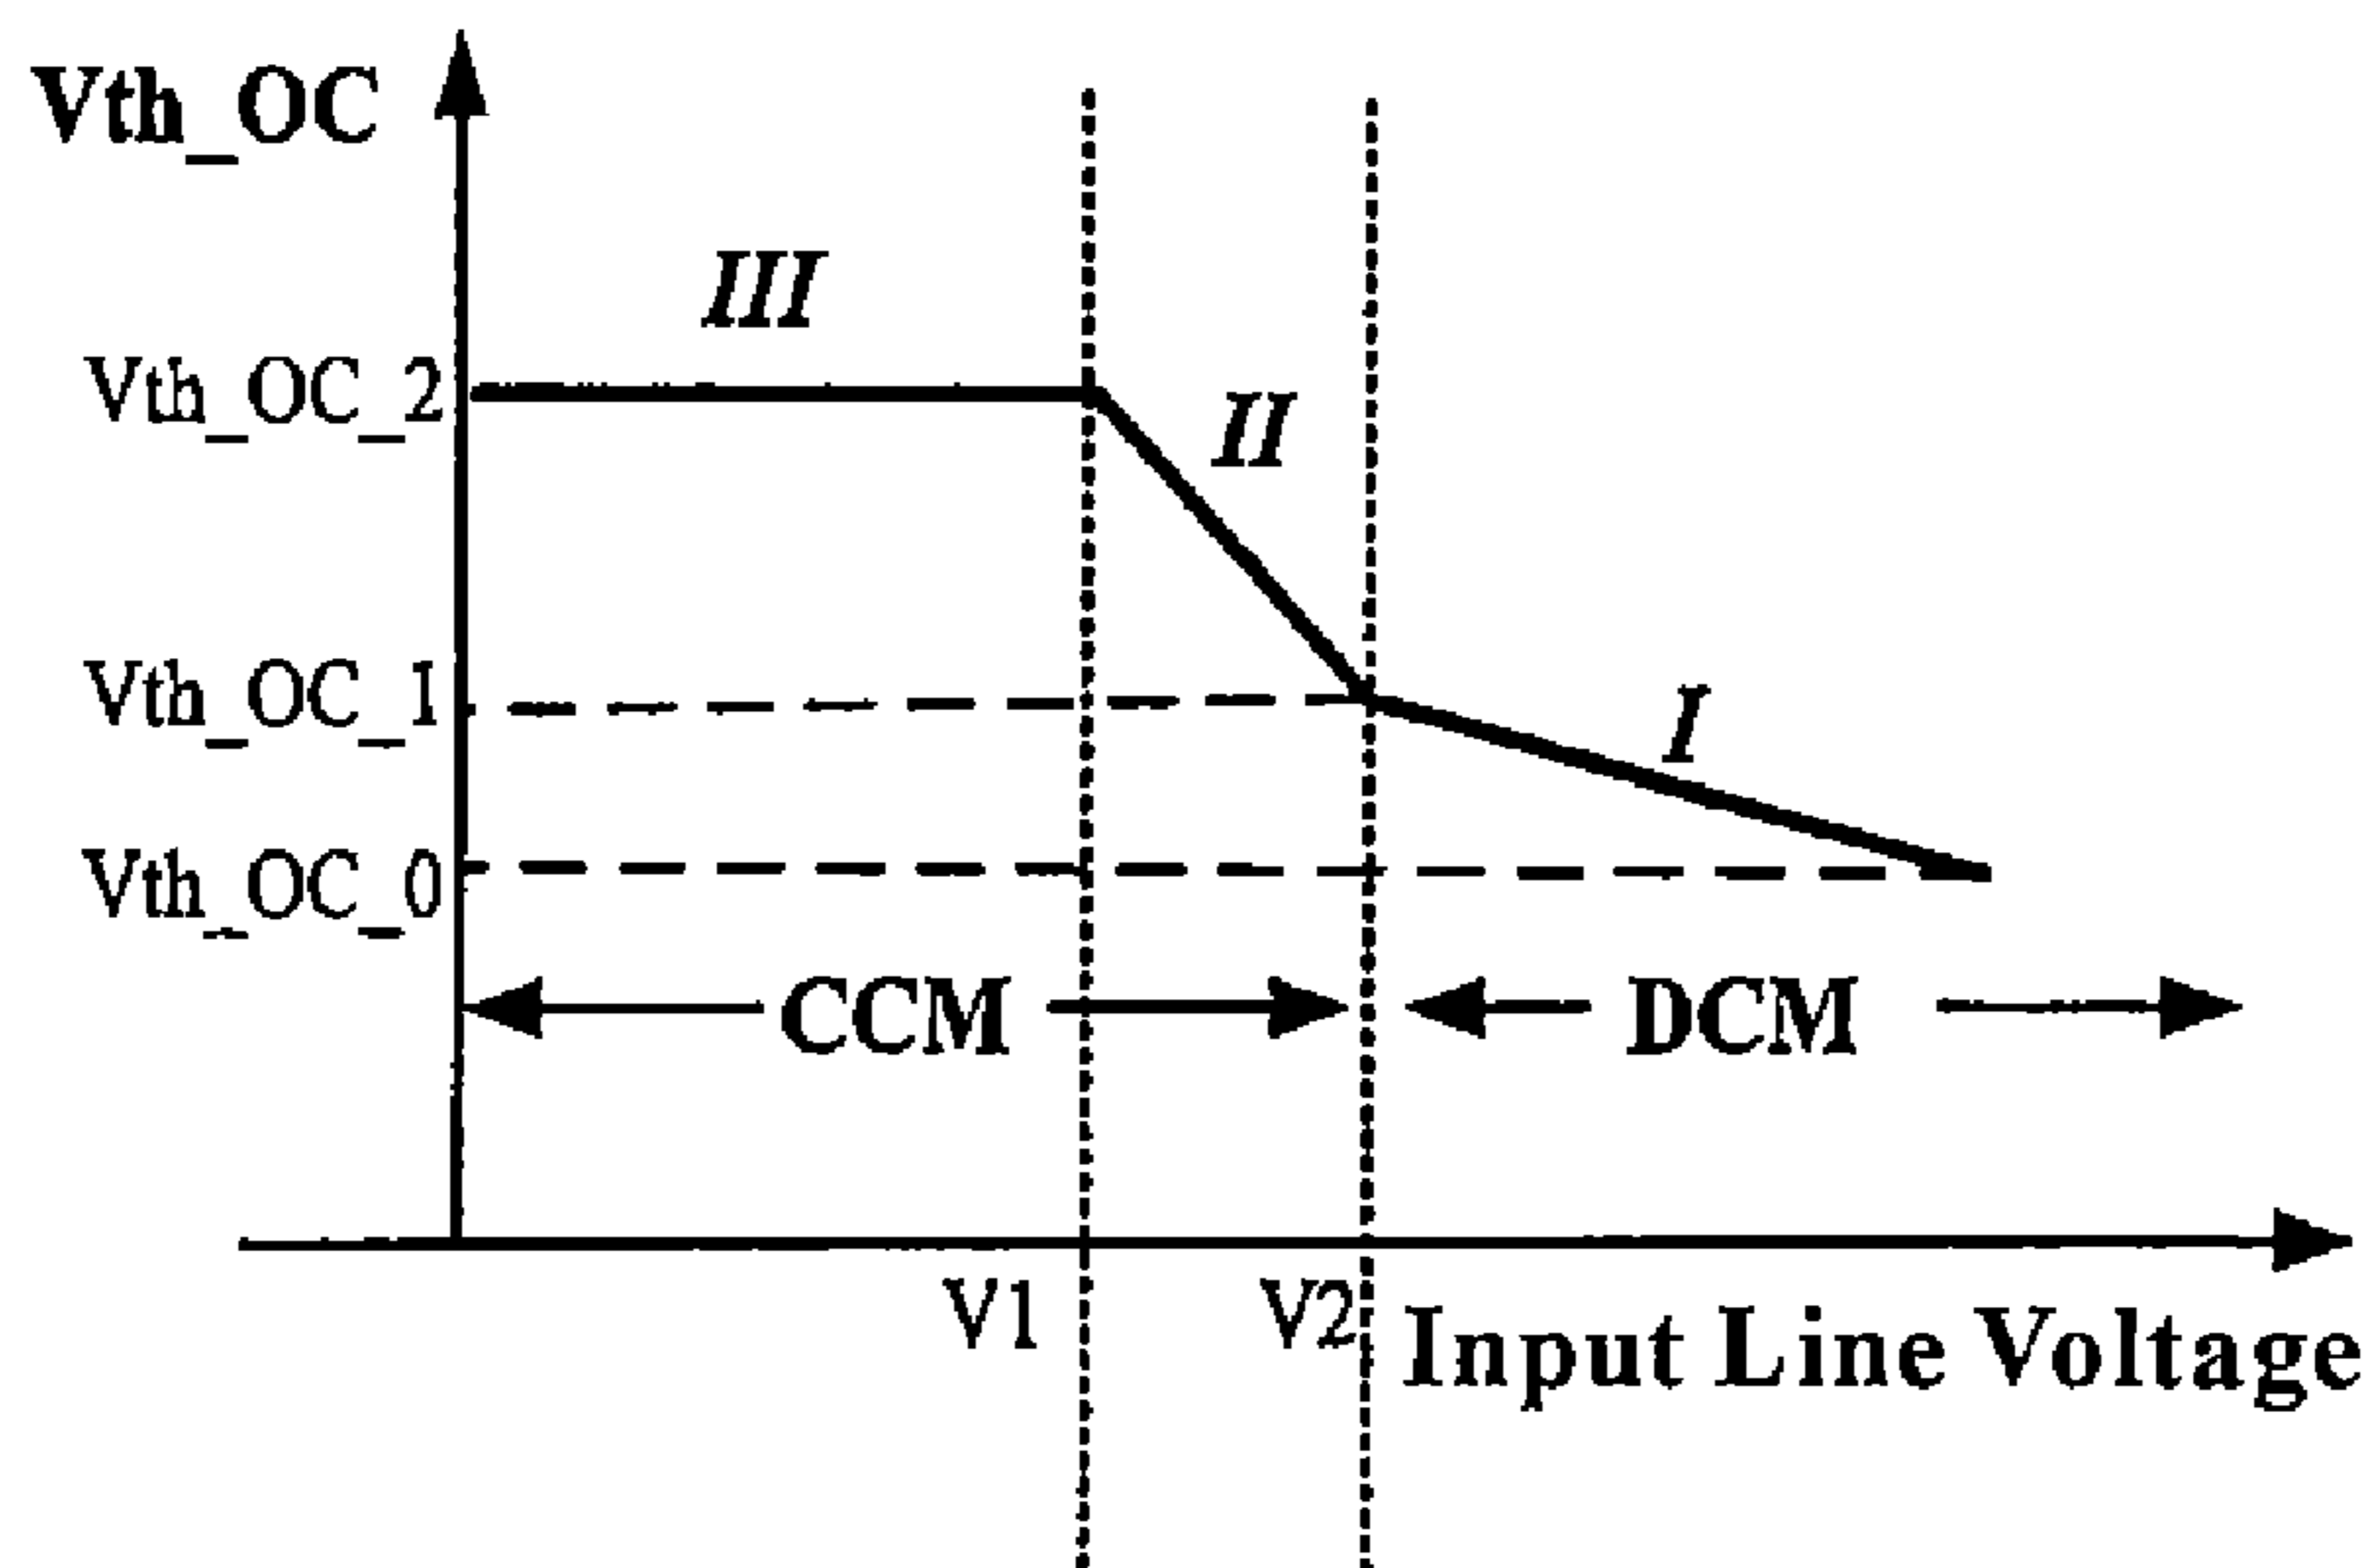 Vth_OC
III
Vth_OC_2
II
Vth_OC_1
I
Vth_OC_0
CCM
DCM
V1
V2
Input Line Voltage